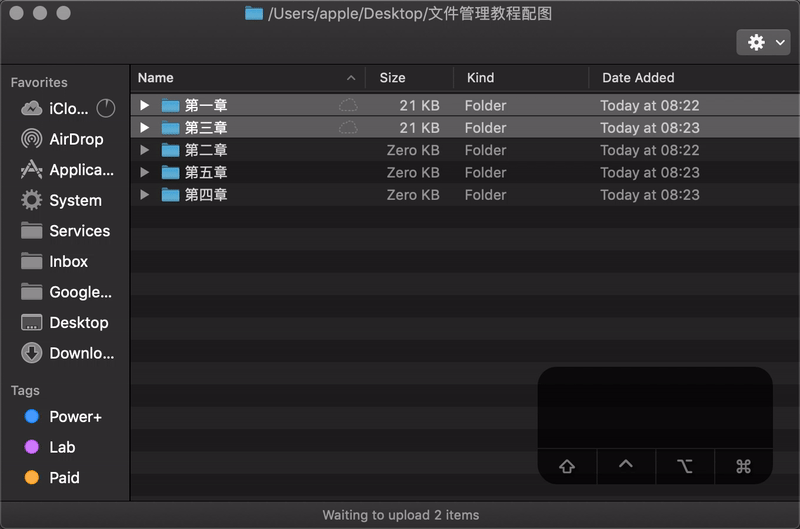 /Users/apple/Desktop/文件管理教程配图
Favorites
iClo...
AirDrop
Applica...
System
Services
Inbox
Google...
Desktop
Downlo...
Tags
Power+
Lab
Paid
Name Size Kind Date Added
第一章 21 KB Folder Today at 08:22
第三章 21 KB Folder Today at 08:23
第二章 Zero KB Folder Today at 08:22
第五章 Zero KB Folder Today at 08:23
第四章 Zero KB Folder Today at 08:23
⇧ ⌃ ⌥ ⌘
Waiting to upload 2 items